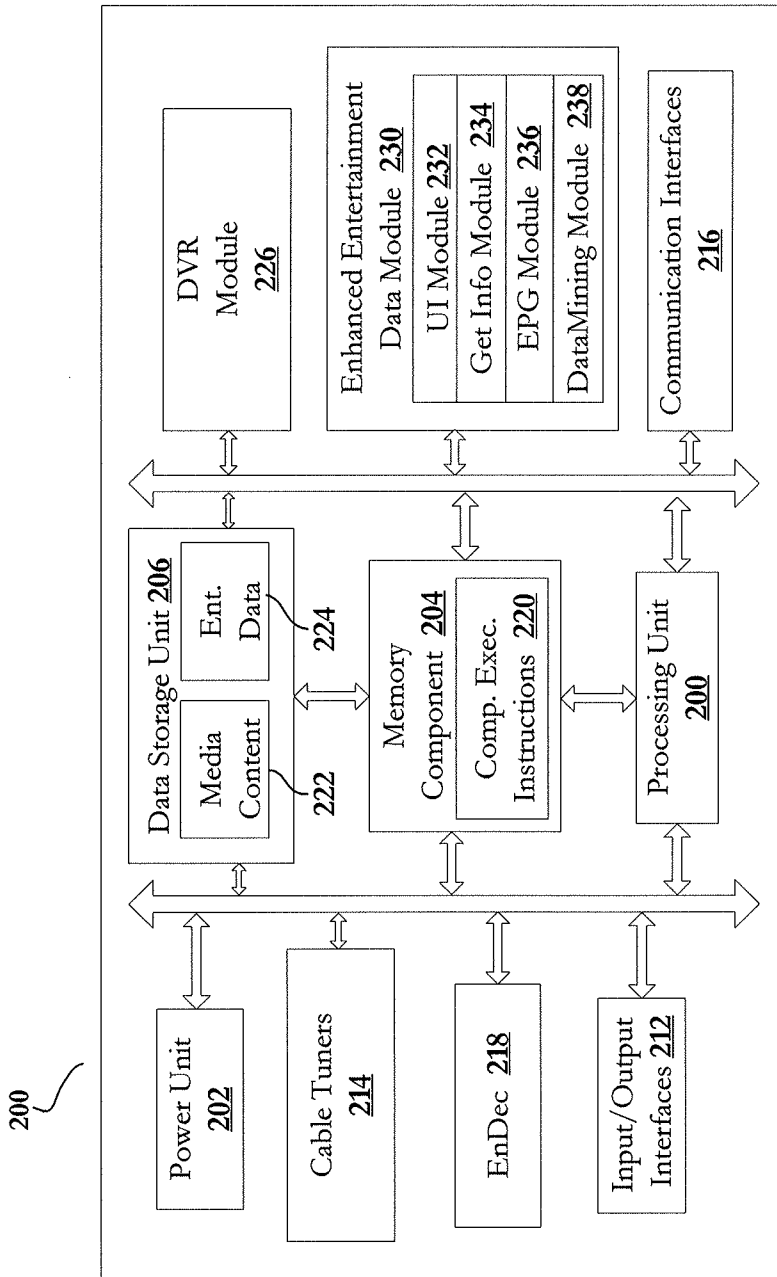 200
Power Unit
202
Cable Tuners
214
EnDec 218
Input/Output
Interfaces 212
Data Storage Unit 206
Media
Content
Ent.
Data
222
224
Memory
Component 204
Comp. Exec.
Instructions 220
Processing Unit
200
DVR
Module
226
Enhanced Entertainment
Data Module 230
UI Module 232
Get Info Module 234
EPG Module 236
DataMining Module 238
Communication Interfaces
216